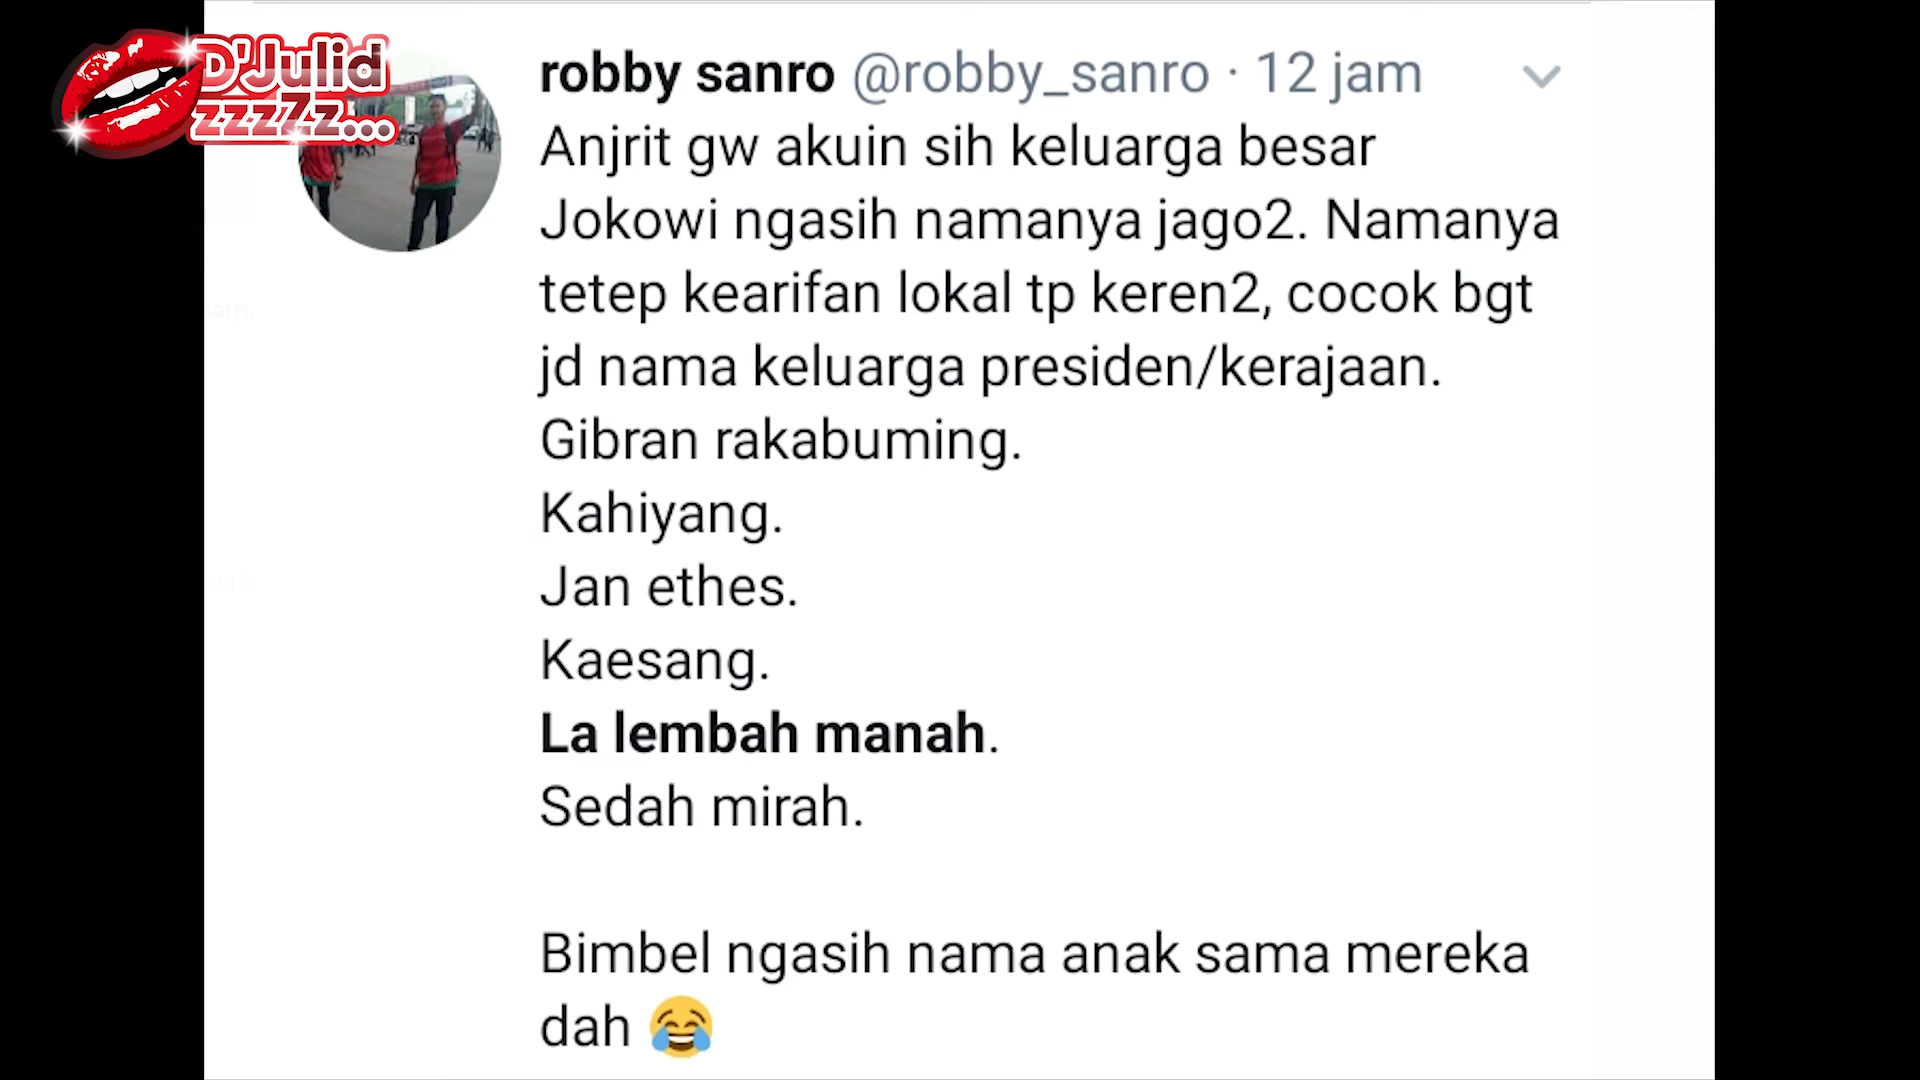 D'Julid
zzzZz...
robby sanro @robby_sanro · 12 jam
Anjrit gw akuin sih keluarga besar
Jokowi ngasih namanya jago2. Namanya
tetep kearifan lokal tp keren2, cocok bgt
jd nama keluarga presiden/kerajaan.
Gibran rakabuming.
Kahiyang.
Jan ethes.
Kaesang.
La lembah manah.
Sedah mirah.
Bimbel ngasih nama anak sama mereka
dah 😂